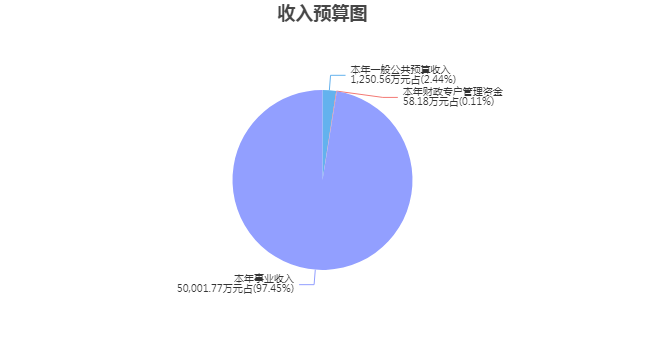 收入预算图
本年一般公共预算收入
1,250.56万元占(2.44%)
本年财政专户管理资金
58.18万元占(0.11%)
本年事业收入
50,001.77万元占(97.45%)